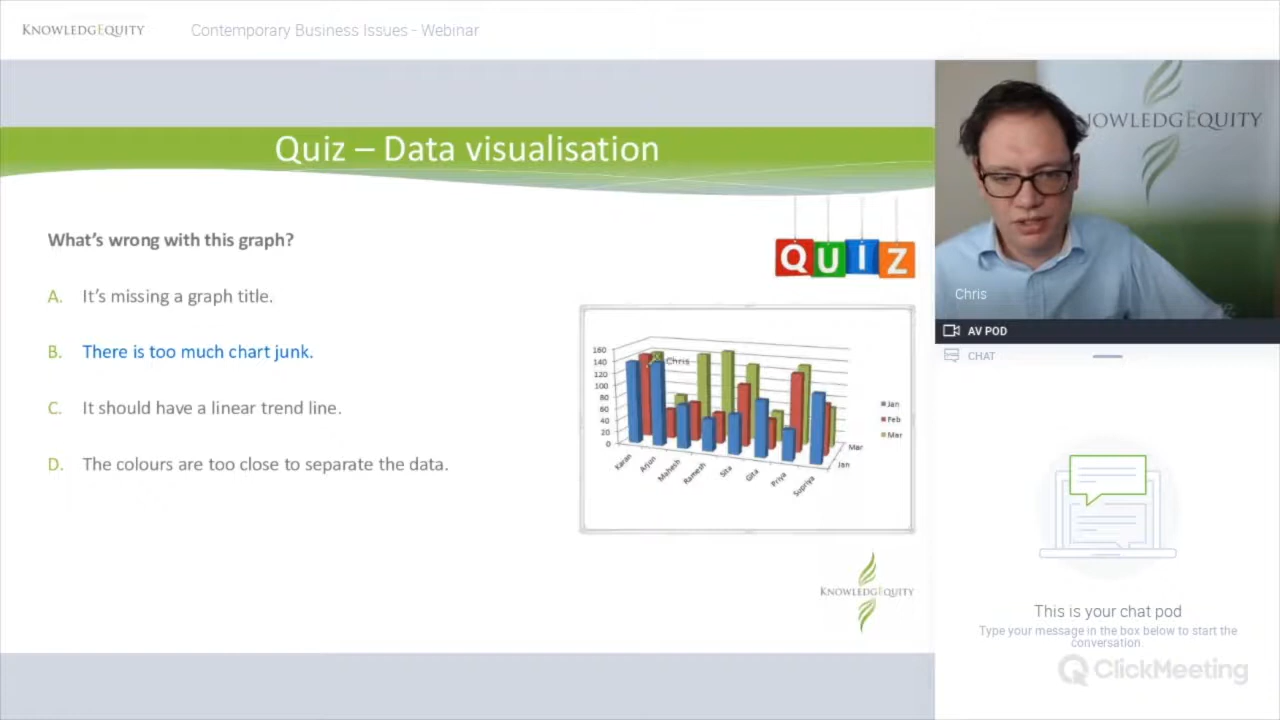 KNOWLEDGEQUITY
Contemporary Business Issues - Webinar
KNOWLEDGEQUITY
Quiz – Data visualisation
What's wrong with this graph?
QUIZ
A. It's missing a graph title.
B. There is too much chart junk.
C. It should have a linear trend line.
D. The colours are too close to separate the data.
160
140
120
100
80
60
40
20
0
Chris
Jan
Feb
Mar
Mar
Jan
Karan
Arjun
Mahesh
Ramesh
Sita
Gita
Priya
Supriya
KNOWLEDGEQUITY
Chris
AV POD
CHAT
This is your chat pod
Type your message in the box below to start the
conversation.
ClickMeeting